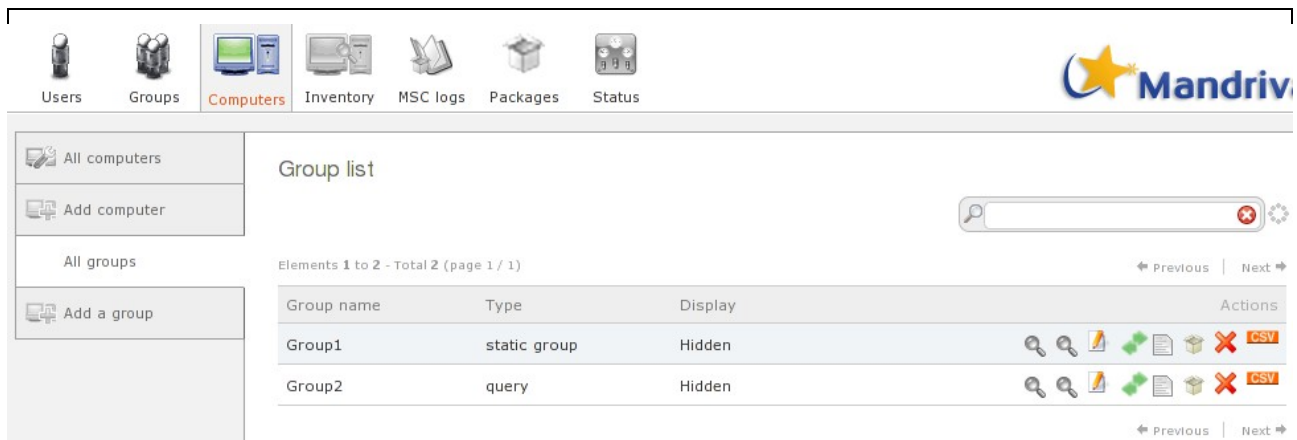 Users Groups Computers Inventory MSC logs Packages Status
Mandriva
All computers
Add computer
All groups
Add a group
Group list
Elements 1 to 2 - Total 2 (page 1 / 1)
Previous | Next
Group name Type Display Actions
Group1 static group Hidden CSV
Group2 query Hidden CSV
Previous | Next